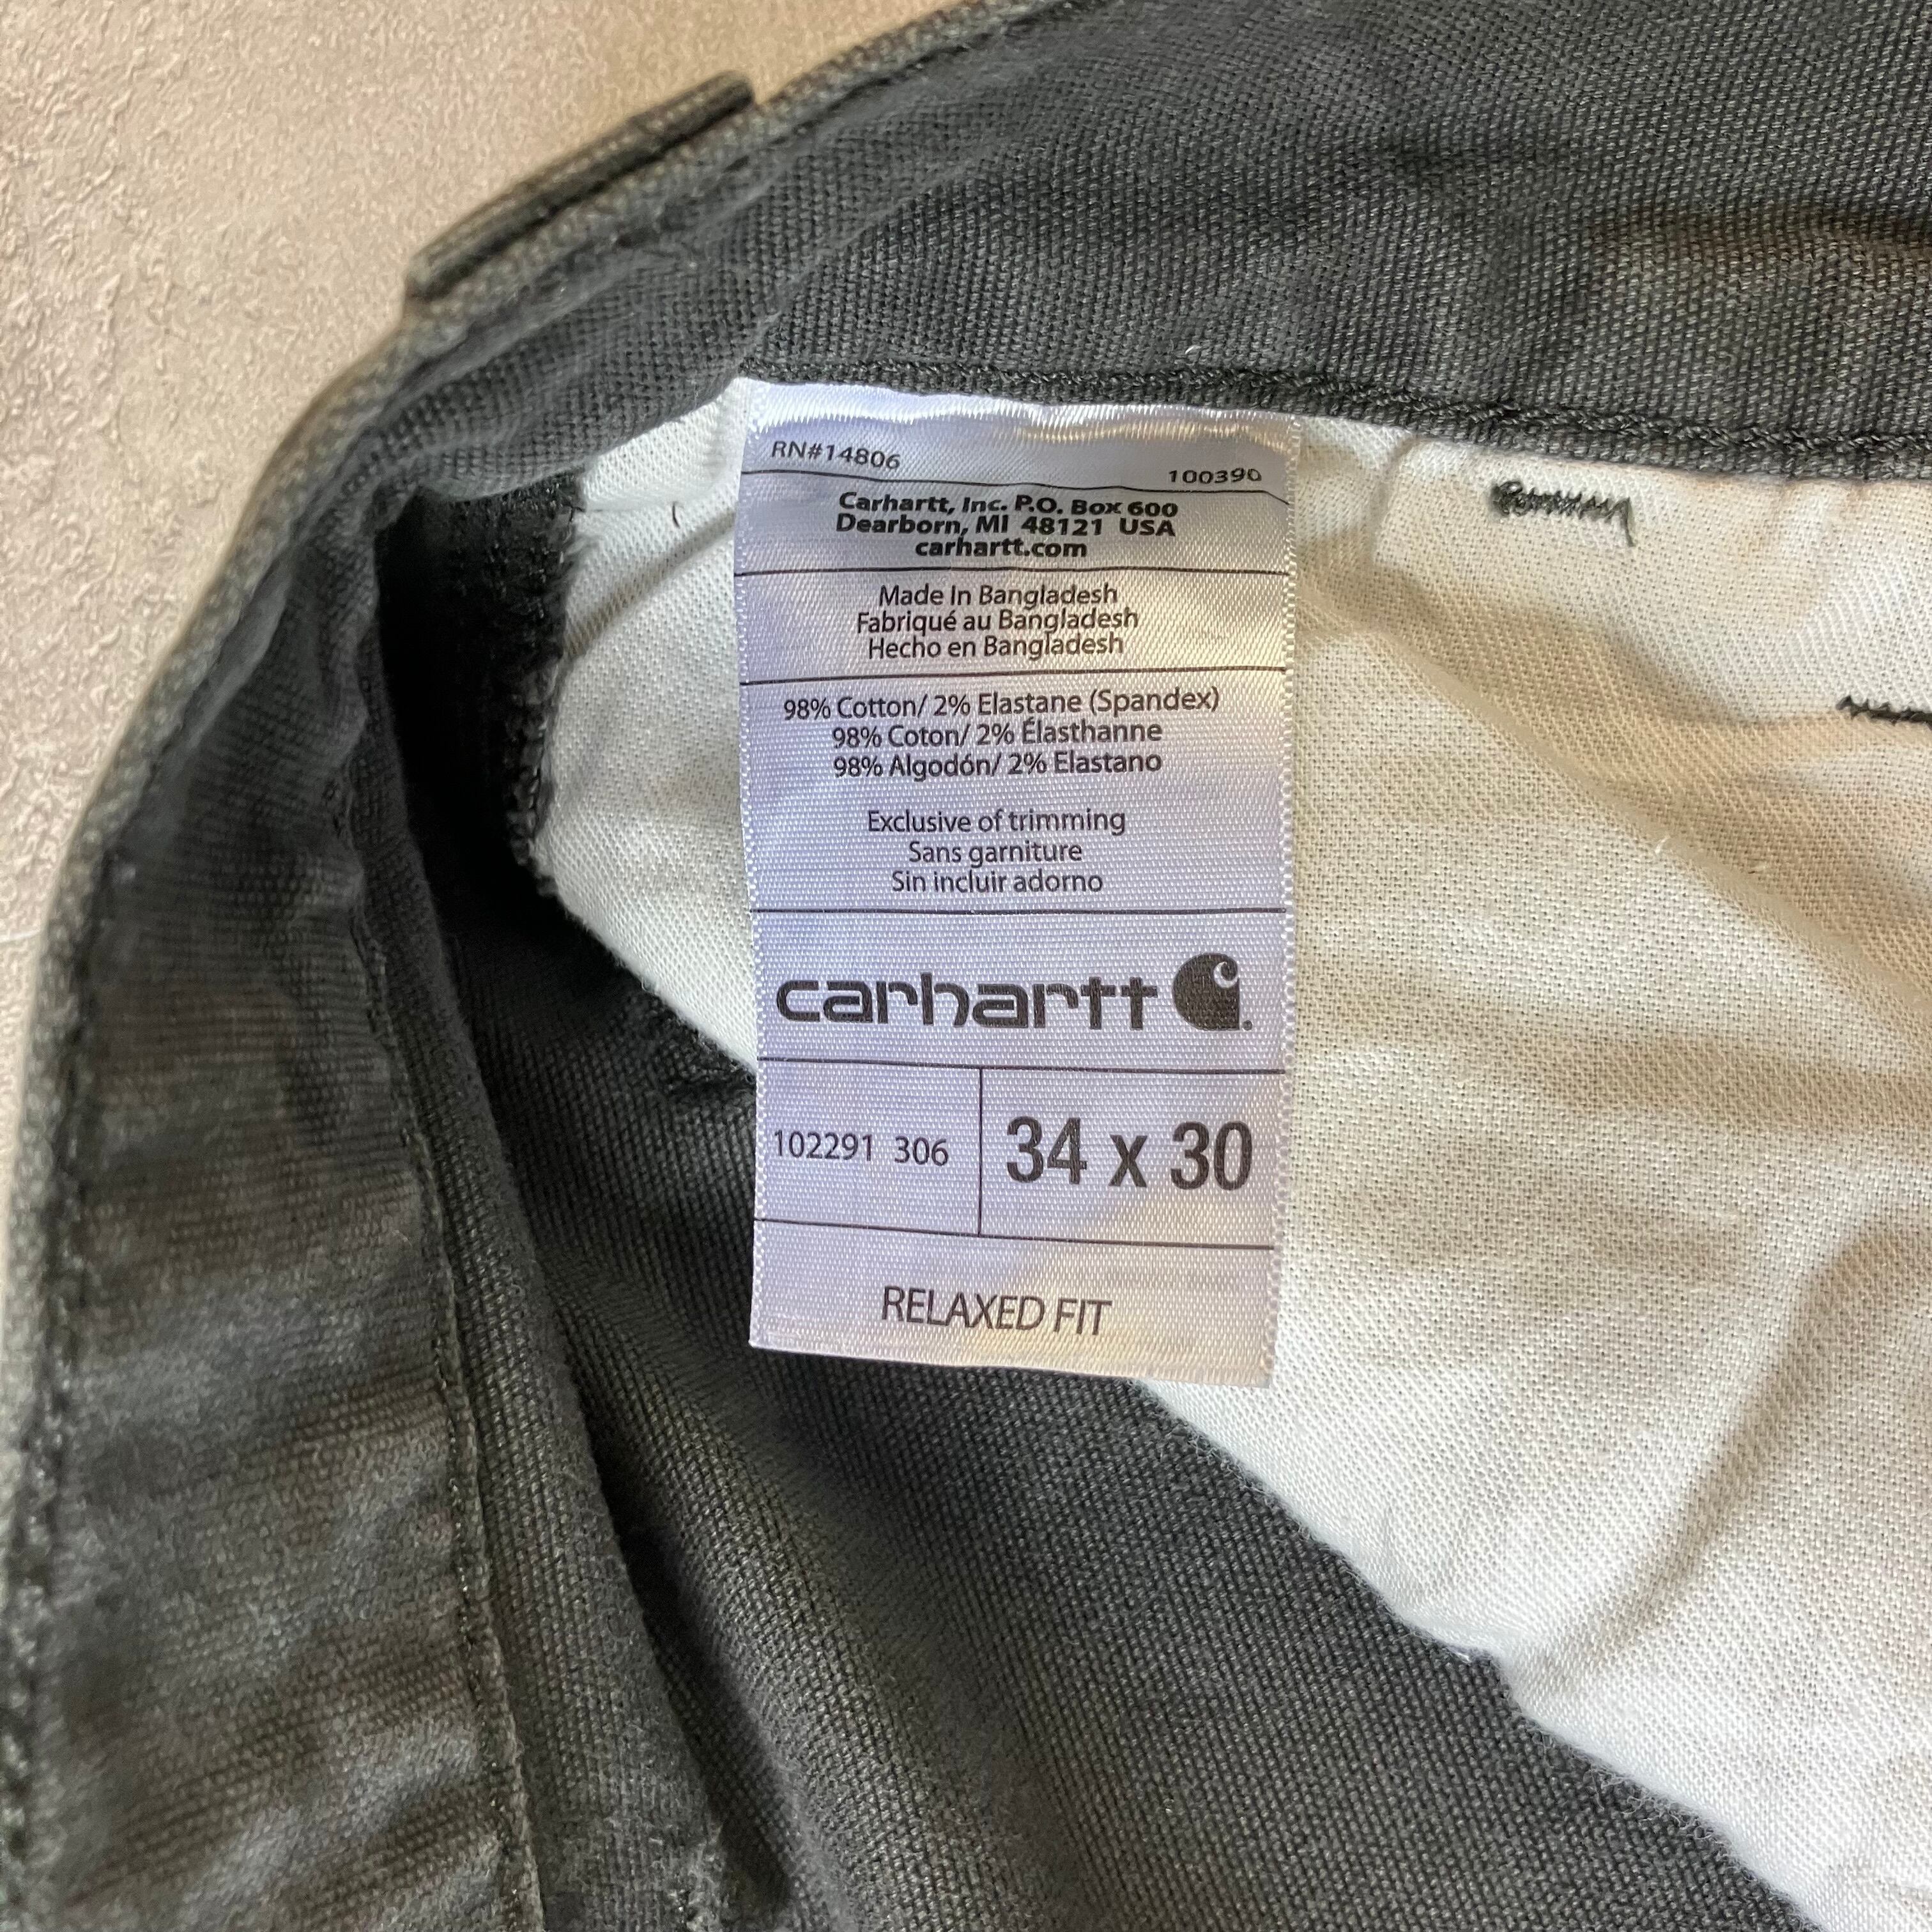 RN#14806
100390
Carhartt, Inc. P.O. Box 600
Dearborn, MI 48121 USA
carhartt.com
Made In Bangladesh
Fabriqué au Bangladesh
Hecho en Bangladesh
98% Cotton/ 2% Elastane (Spandex)
98% Coton/ 2% Élasthanne
98% Algodón/ 2% Elastano
Exclusive of trimming
Sans garniture
Sin incluir adorno
carhartt
102291 306
34 x 30
RELAXED FIT